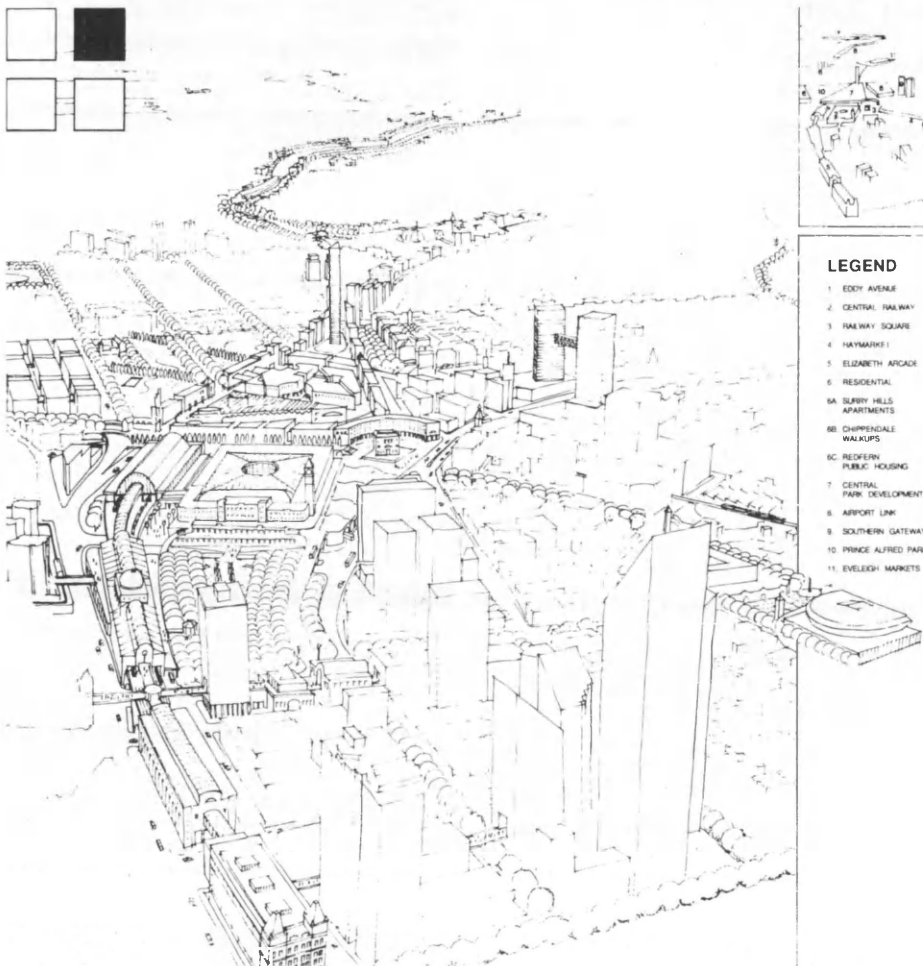 LEGEND
1 EDDY AVENUE
2. CENTRAL RAILWAY
3 RAILWAY SQUARE
4 HAYMARKET
5 ELIZABETH ARCADE
6 RESIDENTIAL
6A SURRY HILLS
APARTMENTS
6B. CHIPPENDALE
WALKUPS
6C. REDFERN
PUBLIC HOUSING
7 CENTRAL
PARK DEVELOPMENT
8. AIRPORT LINK
9. SOUTHERN GATEWAY
10. PRINCE ALFRED PARK
11. EVELEIGH MARKETS
10
7